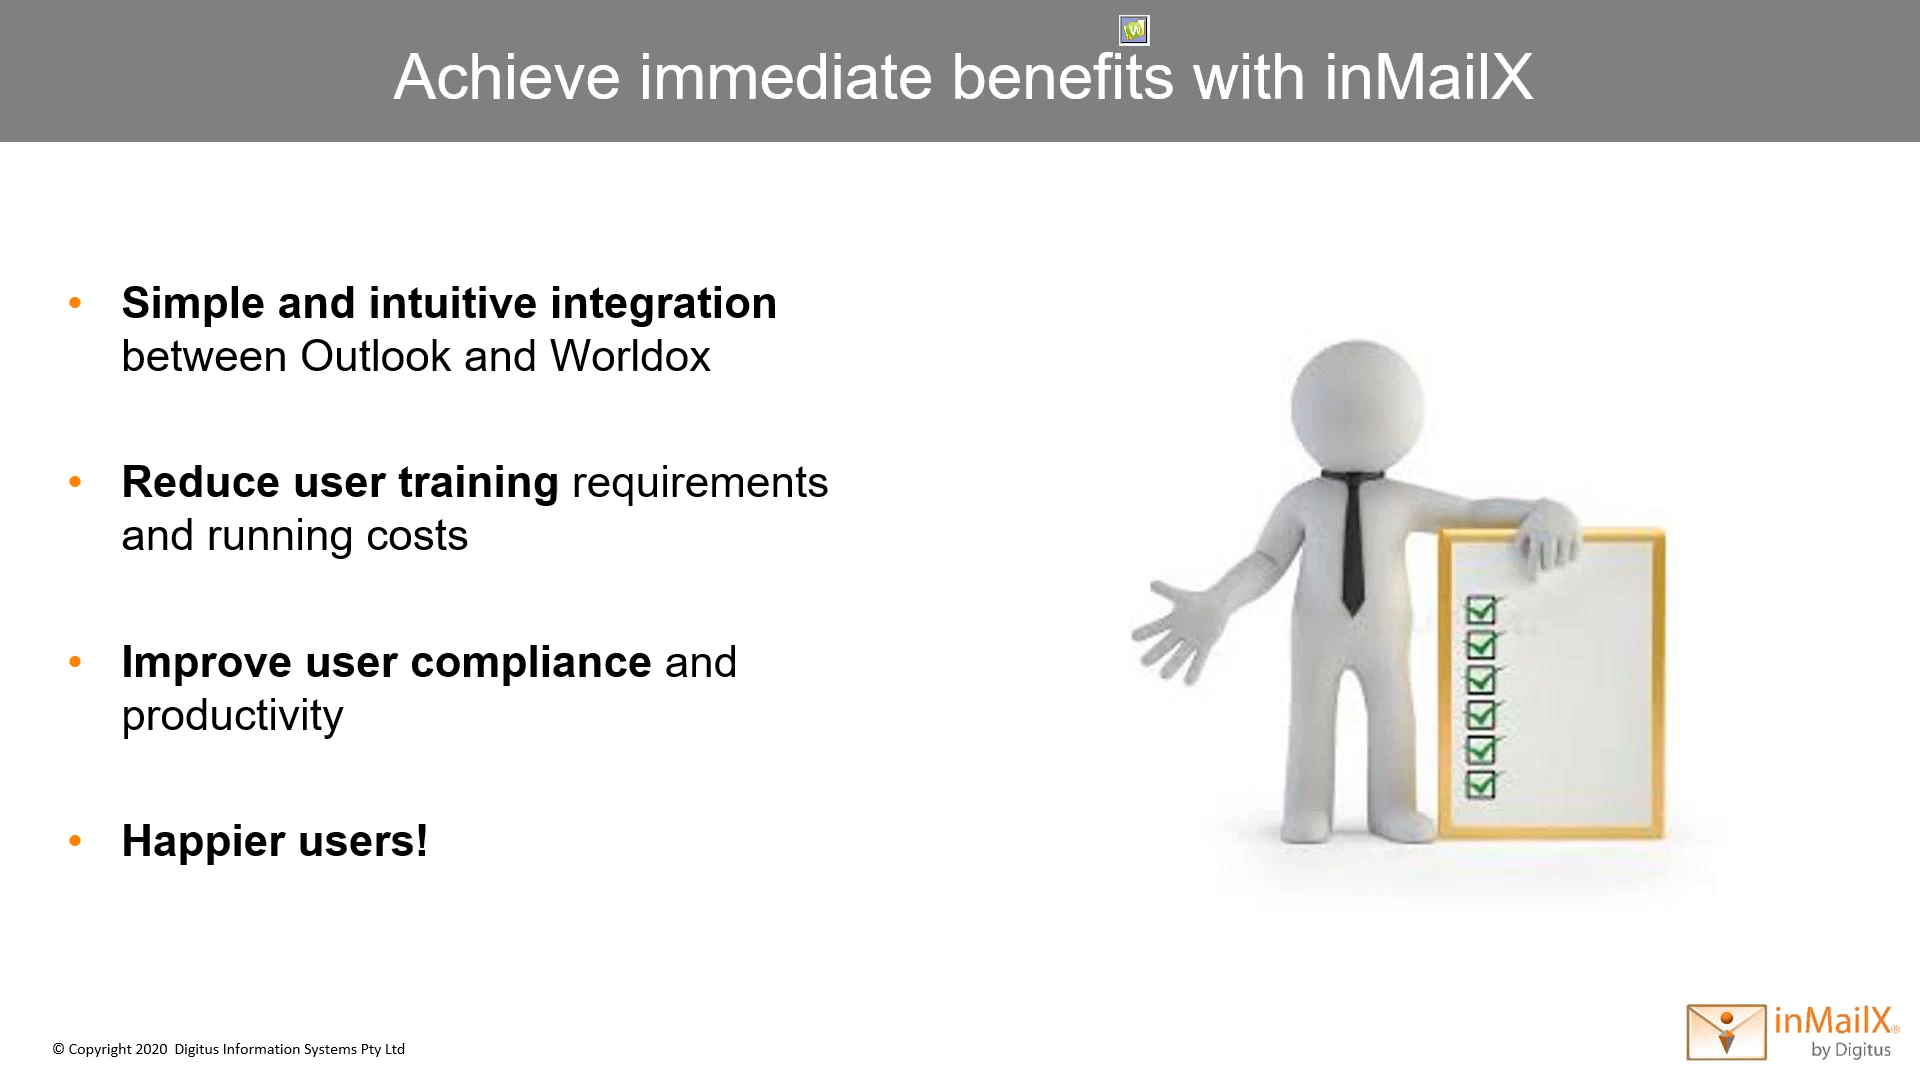 W
Achieve immediate benefits with inMailX
• Simple and intuitive integration
between Outlook and Worldox
• Reduce user training requirements
and running costs
• Improve user compliance and
productivity
• Happier users!
© Copyright 2020 Digitus Information Systems Pty Ltd
inMailX®
by Digitus